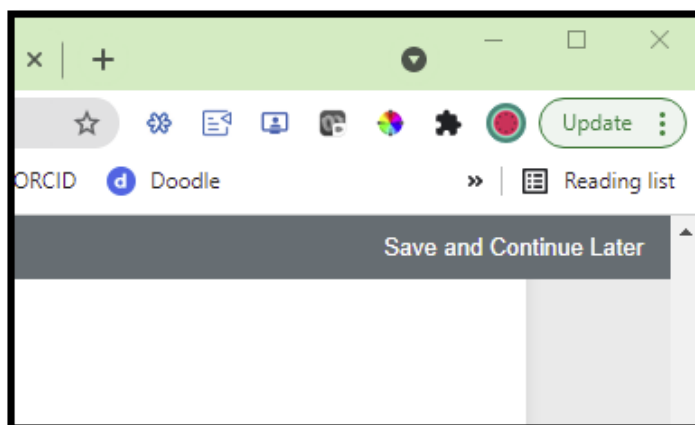 Update
ORCID d Doodle » Reading list
Save and Continue Later